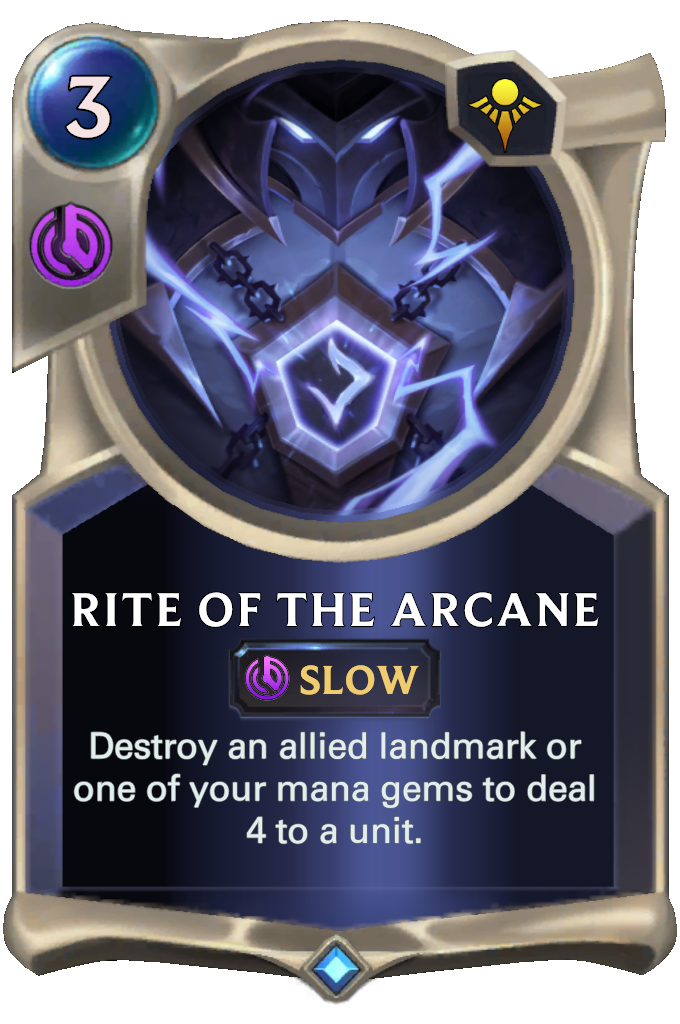 3
RITE OF THE ARCANE
SLOW
Destroy an allied landmark or
one of your mana gems to deal
4 to a unit.